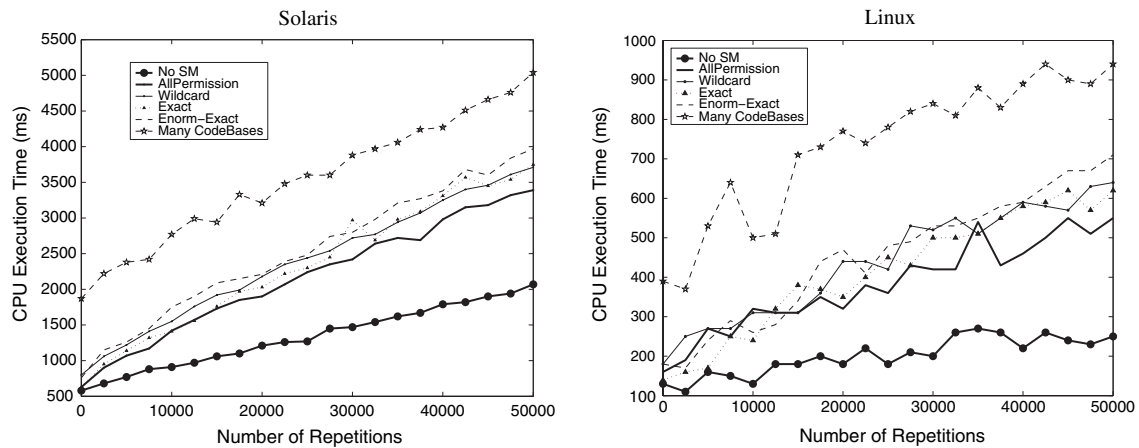 Solaris
5500
5000
4500
4000
3500
3000
2500
2000
1500
1000
500
CPU Execution Time (ms)
No SM
AllPermission
Wildcard
Exact
Enorm-Exact
Many CodeBases
0 10000 20000 30000 40000 50000
Number of Repetitions
Linux
1000
900
800
700
600
500
400
300
200
100
CPU Execution Time (ms)
No SM
AllPermission
Wildcard
Exact
Enorm-Exact
Many CodeBases
0 10000 20000 30000 40000 50000
Number of Repetitions